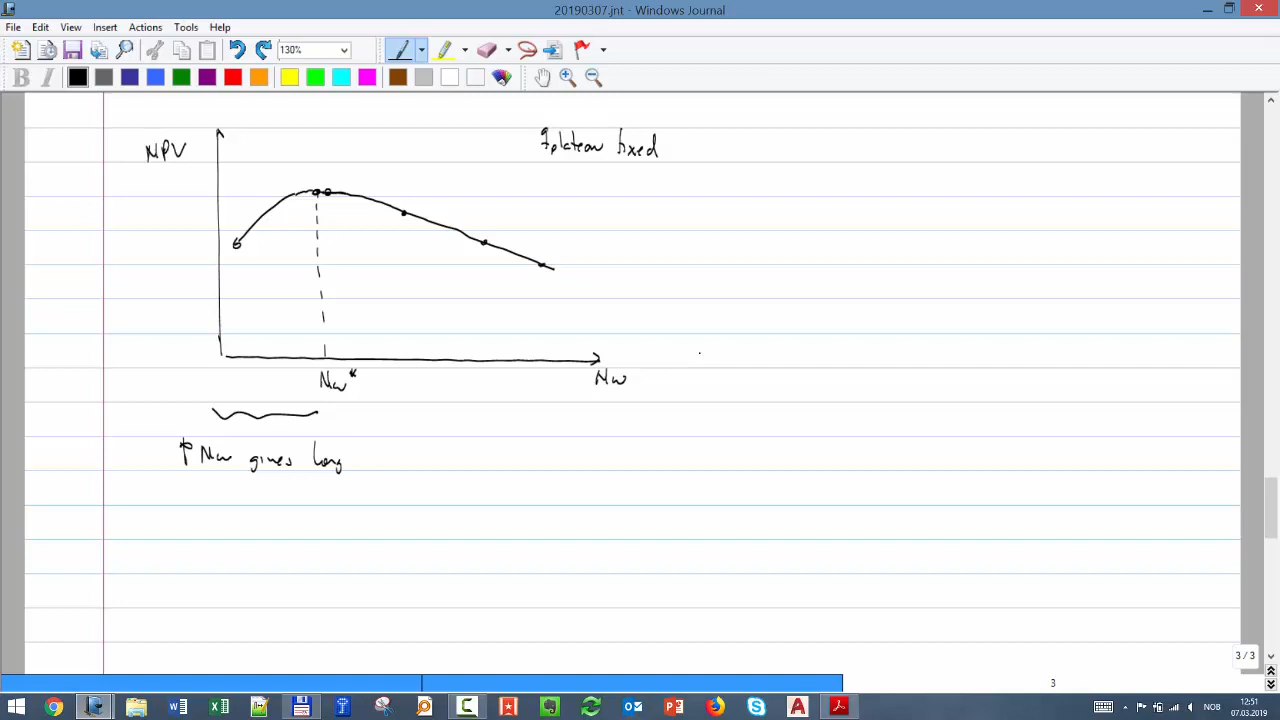 20190307.jnt - Windows Journal
File Edit View Insert Actions Tools Help
130%
B I
NPV
qplateau fixed
Nw*
Nw
↑ Nw gives long
3 / 3
3
NOB
12:51
07.03.2019